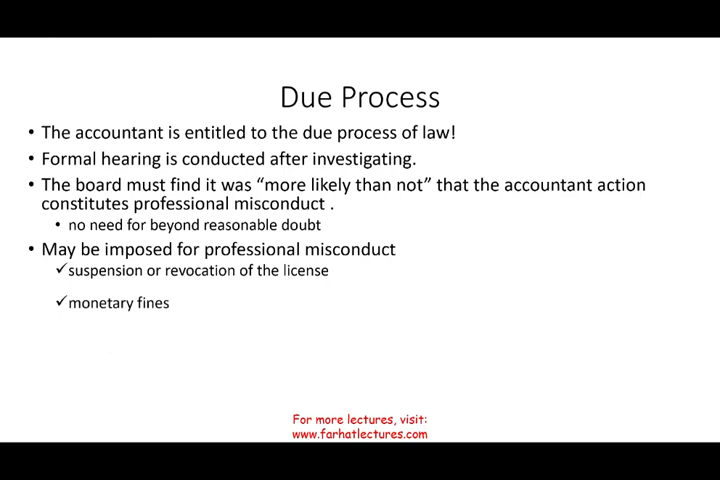 Due Process
• The accountant is entitled to the due process of law!
• Formal hearing is conducted after investigating.
• The board must find it was “more likely than not” that the accountant action
constitutes professional misconduct .
• no need for beyond reasonable doubt
• May be imposed for professional misconduct
✓suspension or revocation of the license
✓monetary fines
For more lectures, visit:
www.farhatlectures.com